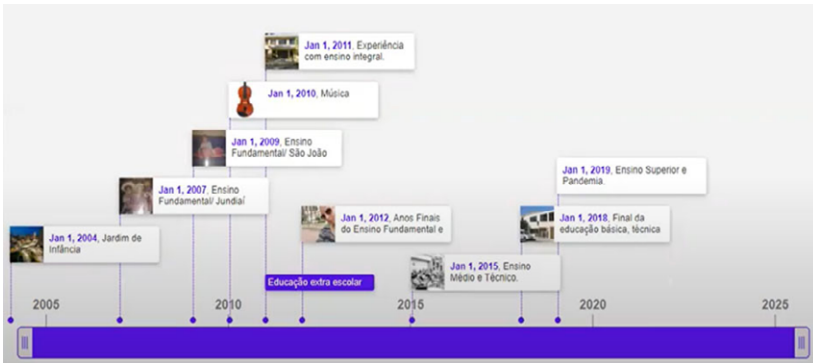 Jan 1, 2011, Experiência
com ensino integral.
Jan 1, 2010, Música
Jan 1, 2009, Ensino
Fundamental/ São João
Jan 1, 2019, Ensino Superior e
Pandemia.
Jan 1, 2007, Ensino
Fundamental/ Jundiaí
Jan 1, 2012, Anos Finais
do Ensino Fundamental e
Jan 1, 2018, Final da
educação básica, técnica
Jan 1, 2004, Jardim de
Infância
Jan 1, 2015, Ensino
Médio e Técnico.
Educação extra escolar
2005
2010
2015
2020
2025